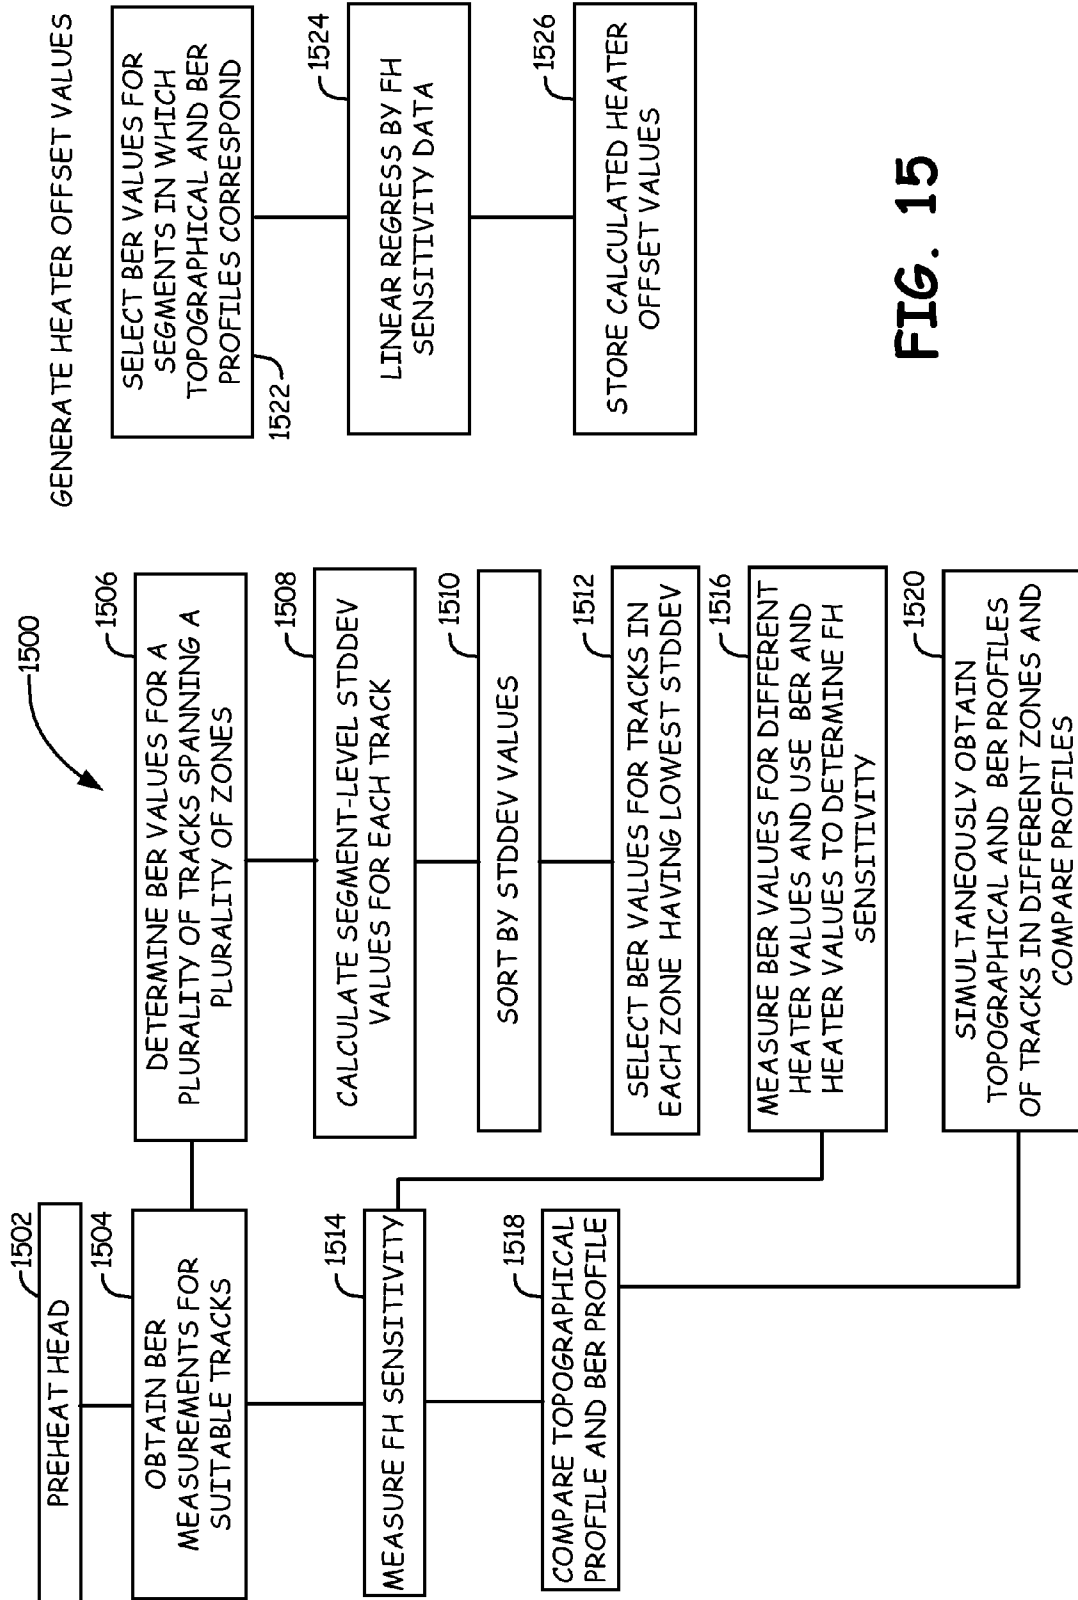 1500
1502
PREHEAT HEAD
1504
OBTAIN BER
MEASUREMENTS FOR
SUITABLE TRACKS
1506
DETERMINE BER VALUES FOR A
PLURALITY OF TRACKS SPANNING A
PLURALITY OF ZONES
1508
CALCULATE SEGMENT-LEVEL STDDEV
VALUES FOR EACH TRACK
1510
SORT BY STDDEV VALUES
1512
SELECT BER VALUES FOR TRACKS IN
EACH ZONE HAVING LOWEST STDDEV
1514
MEASURE FH SENSITIVITY
1516
MEASURE BER VALUES FOR DIFFERENT
HEATER VALUES AND USE BER AND
HEATER VALUES TO DETERMINE FH
SENSITIVITY
1518
COMPARE TOPOGRAPHICAL
PROFILE AND BER PROFILE
1520
SIMULTANEOUSLY OBTAIN
TOPOGRAPHICAL AND BER PROFILES
OF TRACKS IN DIFFERENT ZONES AND
COMPARE PROFILES
GENERATE HEATER OFFSET VALUES
SELECT BER VALUES FOR
SEGMENTS IN WHICH
TOPOGRAPHICAL AND BER
PROFILES CORRESPOND
1522
1524
LINEAR REGRESS BY FH
SENSITIVITY DATA
1526
STORE CALCULATED HEATER
OFFSET VALUES
FIG. 15